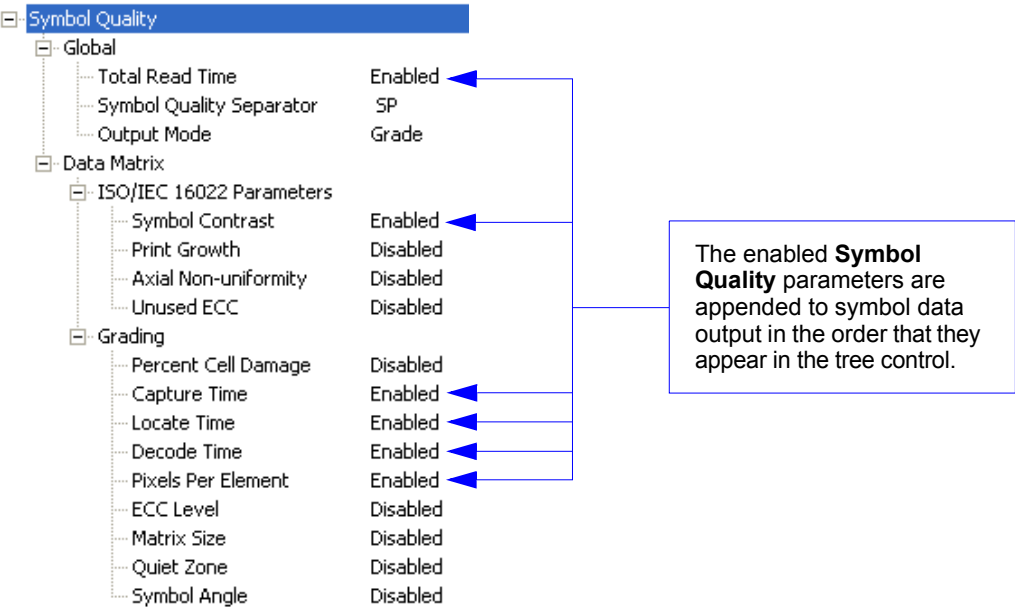 Symbol Quality
Global
Total Read Time Enabled
Symbol Quality Separator SP
Output Mode Grade
Data Matrix
ISO/IEC 16022 Parameters
Symbol Contrast Enabled
Print Growth Disabled
Axial Non-uniformity Disabled
Unused ECC Disabled
Grading
Percent Cell Damage Disabled
Capture Time Enabled
Locate Time Enabled
Decode Time Enabled
Pixels Per Element Enabled
ECC Level Disabled
Matrix Size Disabled
Quiet Zone Disabled
Symbol Angle Disabled
The enabled Symbol
Quality parameters are
appended to symbol data
output in the order that they
appear in the tree control.